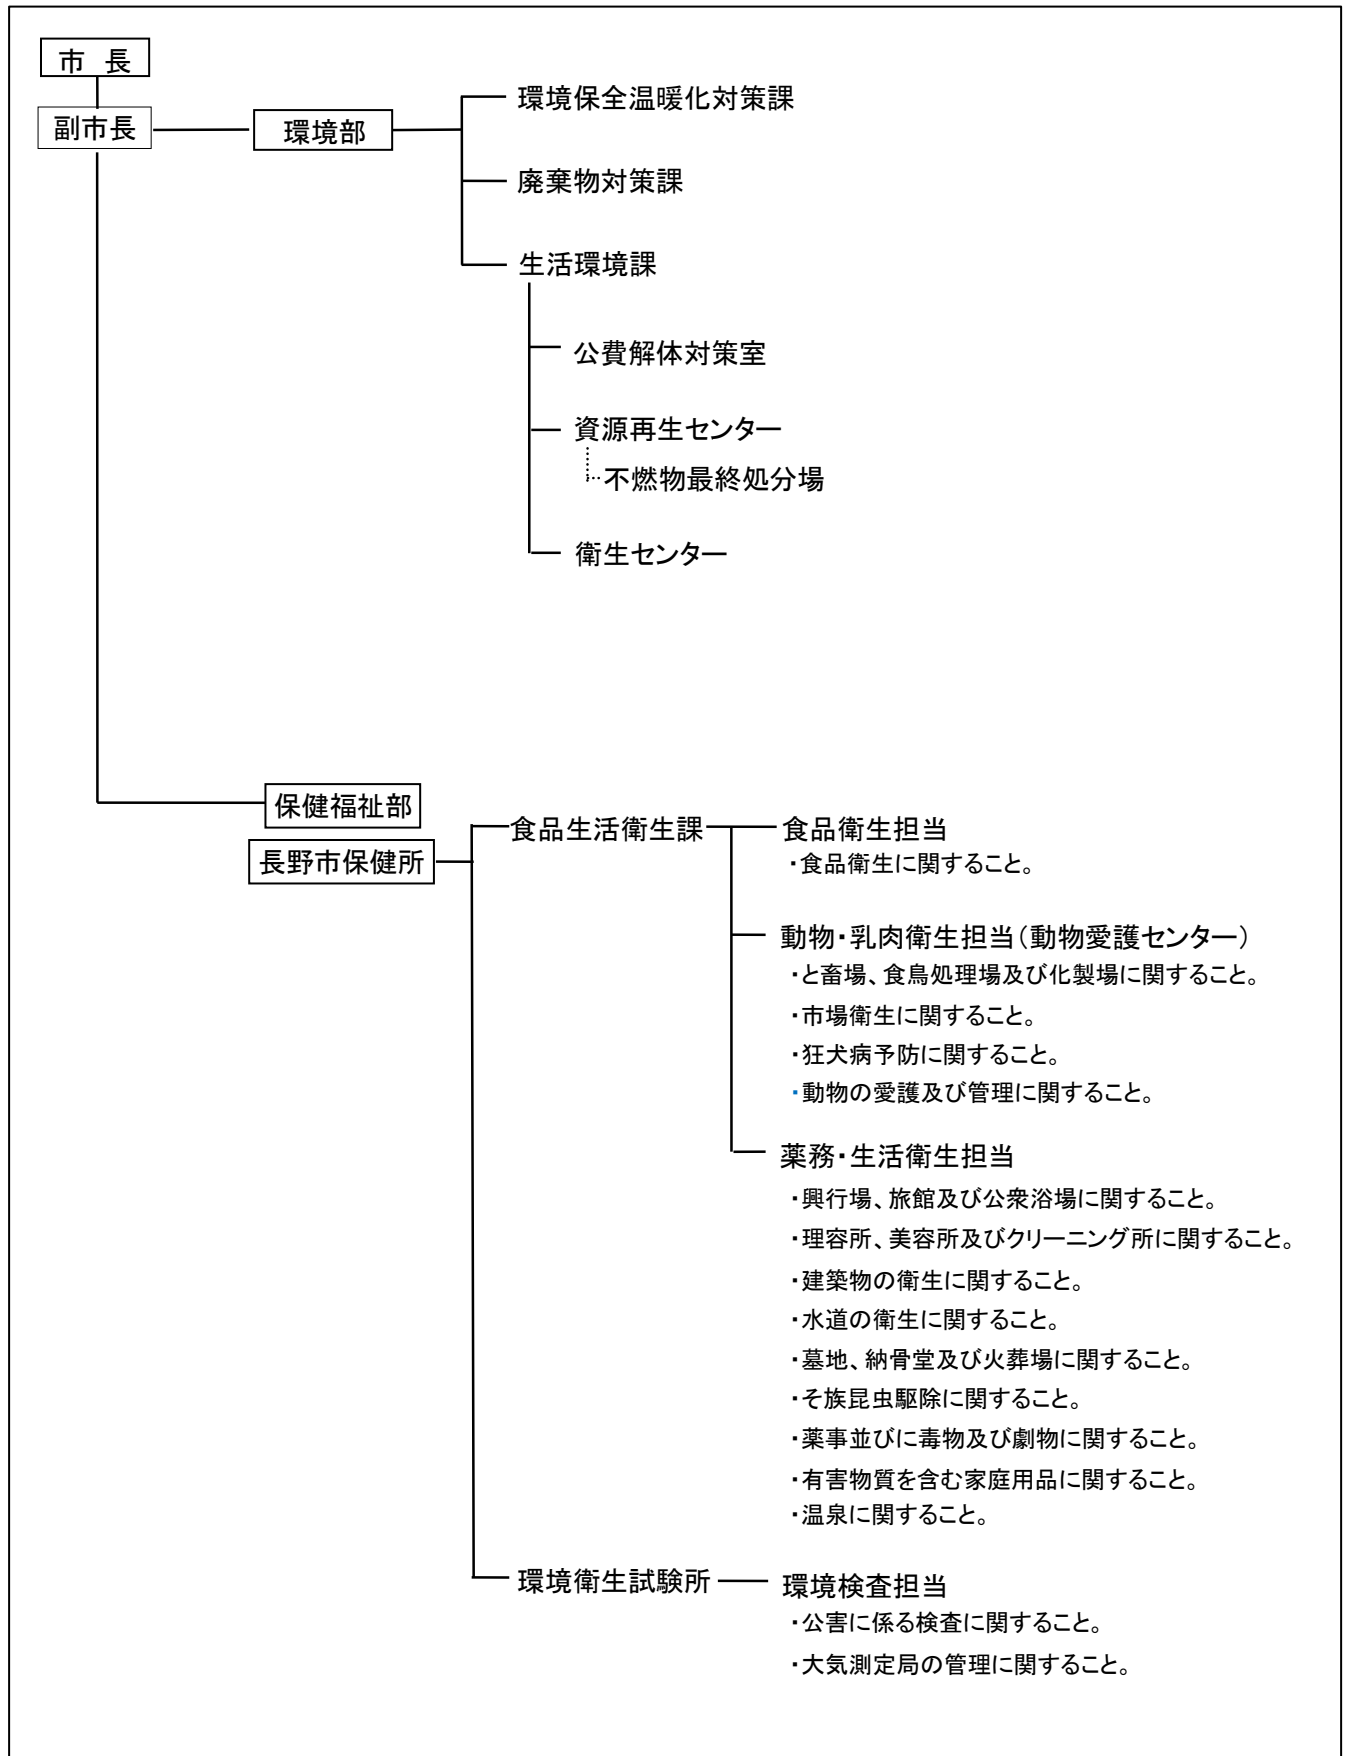 市 長
副市長
環境部
環境保全温暖化対策課
廃棄物対策課
生活環境課
公費解体対策室
資源再生センター
不燃物最終処分場
衛生センター
保健福祉部
長野市保健所
食品生活衛生課
食品衛生担当
・食品衛生に関すること。
動物・乳肉衛生担当（動物愛護センター）
・と畜場、食鳥処理場及び化製場に関すること。
・市場衛生に関すること。
・狂犬病予防に関すること。
・動物の愛護及び管理に関すること。
薬務・生活衛生担当
・興行場、旅館及び公衆浴場に関すること。
・理容所、美容所及びクリーニング所に関すること。
・建築物の衛生に関すること。
・水道の衛生に関すること。
・墓地、納骨堂及び火葬場に関すること。
・そ族昆虫駆除に関すること。
・薬事並びに毒物及び劇物に関すること。
・有害物質を含む家庭用品に関すること。
・温泉に関すること。
環境衛生試験所
環境検査担当
・公害に係る検査に関すること。
・大気測定局の管理に関すること。